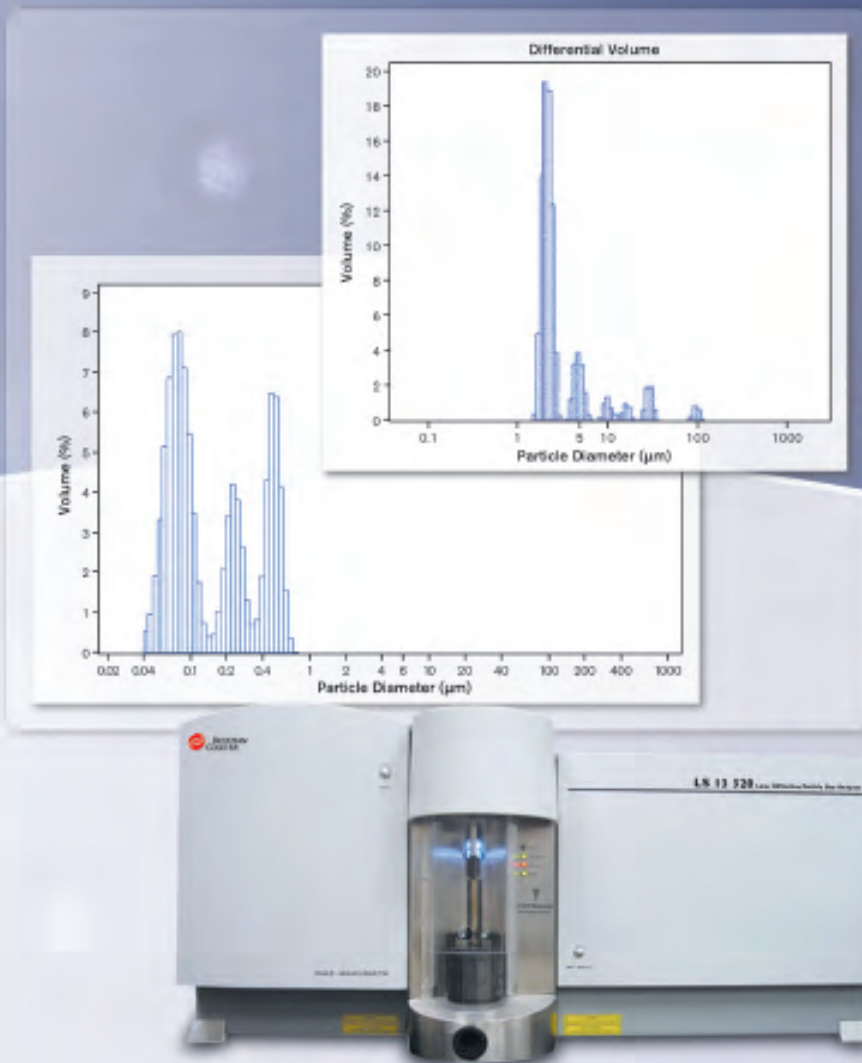 Differential Volume
20
18
16
14
12
10
8
6
4
2
0
Volume (%)
0.1 1 5 10 100 1000
Particle Diameter (µm)
9
8
7
6
5
4
3
2
1
0
Volume (%)
0.02 0.04 0.1 0.2 0.4 1 2 4 6 10 20 40 100 200 400 1000
Particle Diameter (µm)
BECKMAN
COULTER
LS 13 320